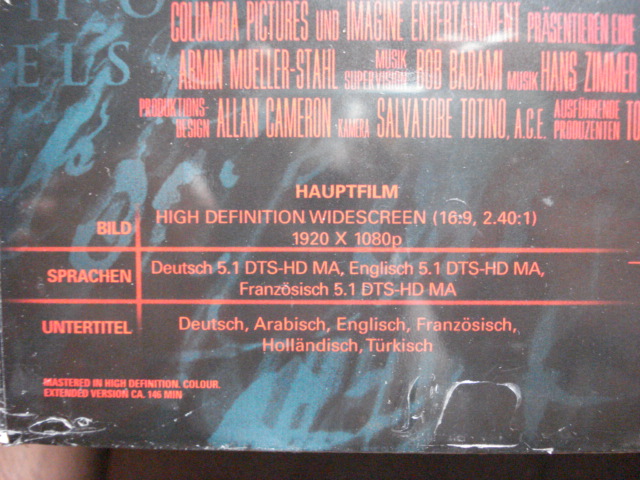 ELS
COLUMBIA PICTURES UND IMAGINE ENTERTAINMENT PRÄSENTIEREN EINE
ARMIN MUELLER-STAHL MUSIK SUPERVISION BOB BADAMI MUSIK HANS ZIMMER
PRODUKTIONS-DESIGN ALLAN CAMERON KAMERA SALVATORE TOTINO, A.C.E. AUSFÜHRENDE PRODUZENTEN TO
HAUPTFILM
BILD HIGH DEFINITION WIDESCREEN (16:9, 2.40:1)
1920 X 1080p
SPRACHEN Deutsch 5.1 DTS-HD MA, Englisch 5.1 DTS-HD MA,
Französisch 5.1 DTS-HD MA
UNTERTITEL Deutsch, Arabisch, Englisch, Französisch,
Holländisch, Türkisch
MASTERED IN HIGH DEFINITION. COLOUR.
EXTENDED VERSION CA. 146 MIN